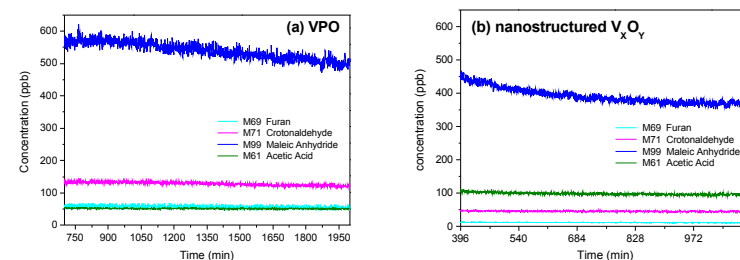 (a) VPO
Concentration (ppb)
600
500
400
300
200
150
100
50
0
M69 Furan
M71 Crotonaldehyde
M99 Maleic Anhydride
M61 Acetic Acid
750 900 1050 1200 1350 1500 1650 1800 1950
Time (min)
(b) nanostructured VXOY
concentration (ppb)
600
500
400
300
200
100
0
M69 Furan
M71 Crotonaldehyde
M99 Maleic Anhydride
M61 Acetic Acid
396 540 684 828 972
Time (min)